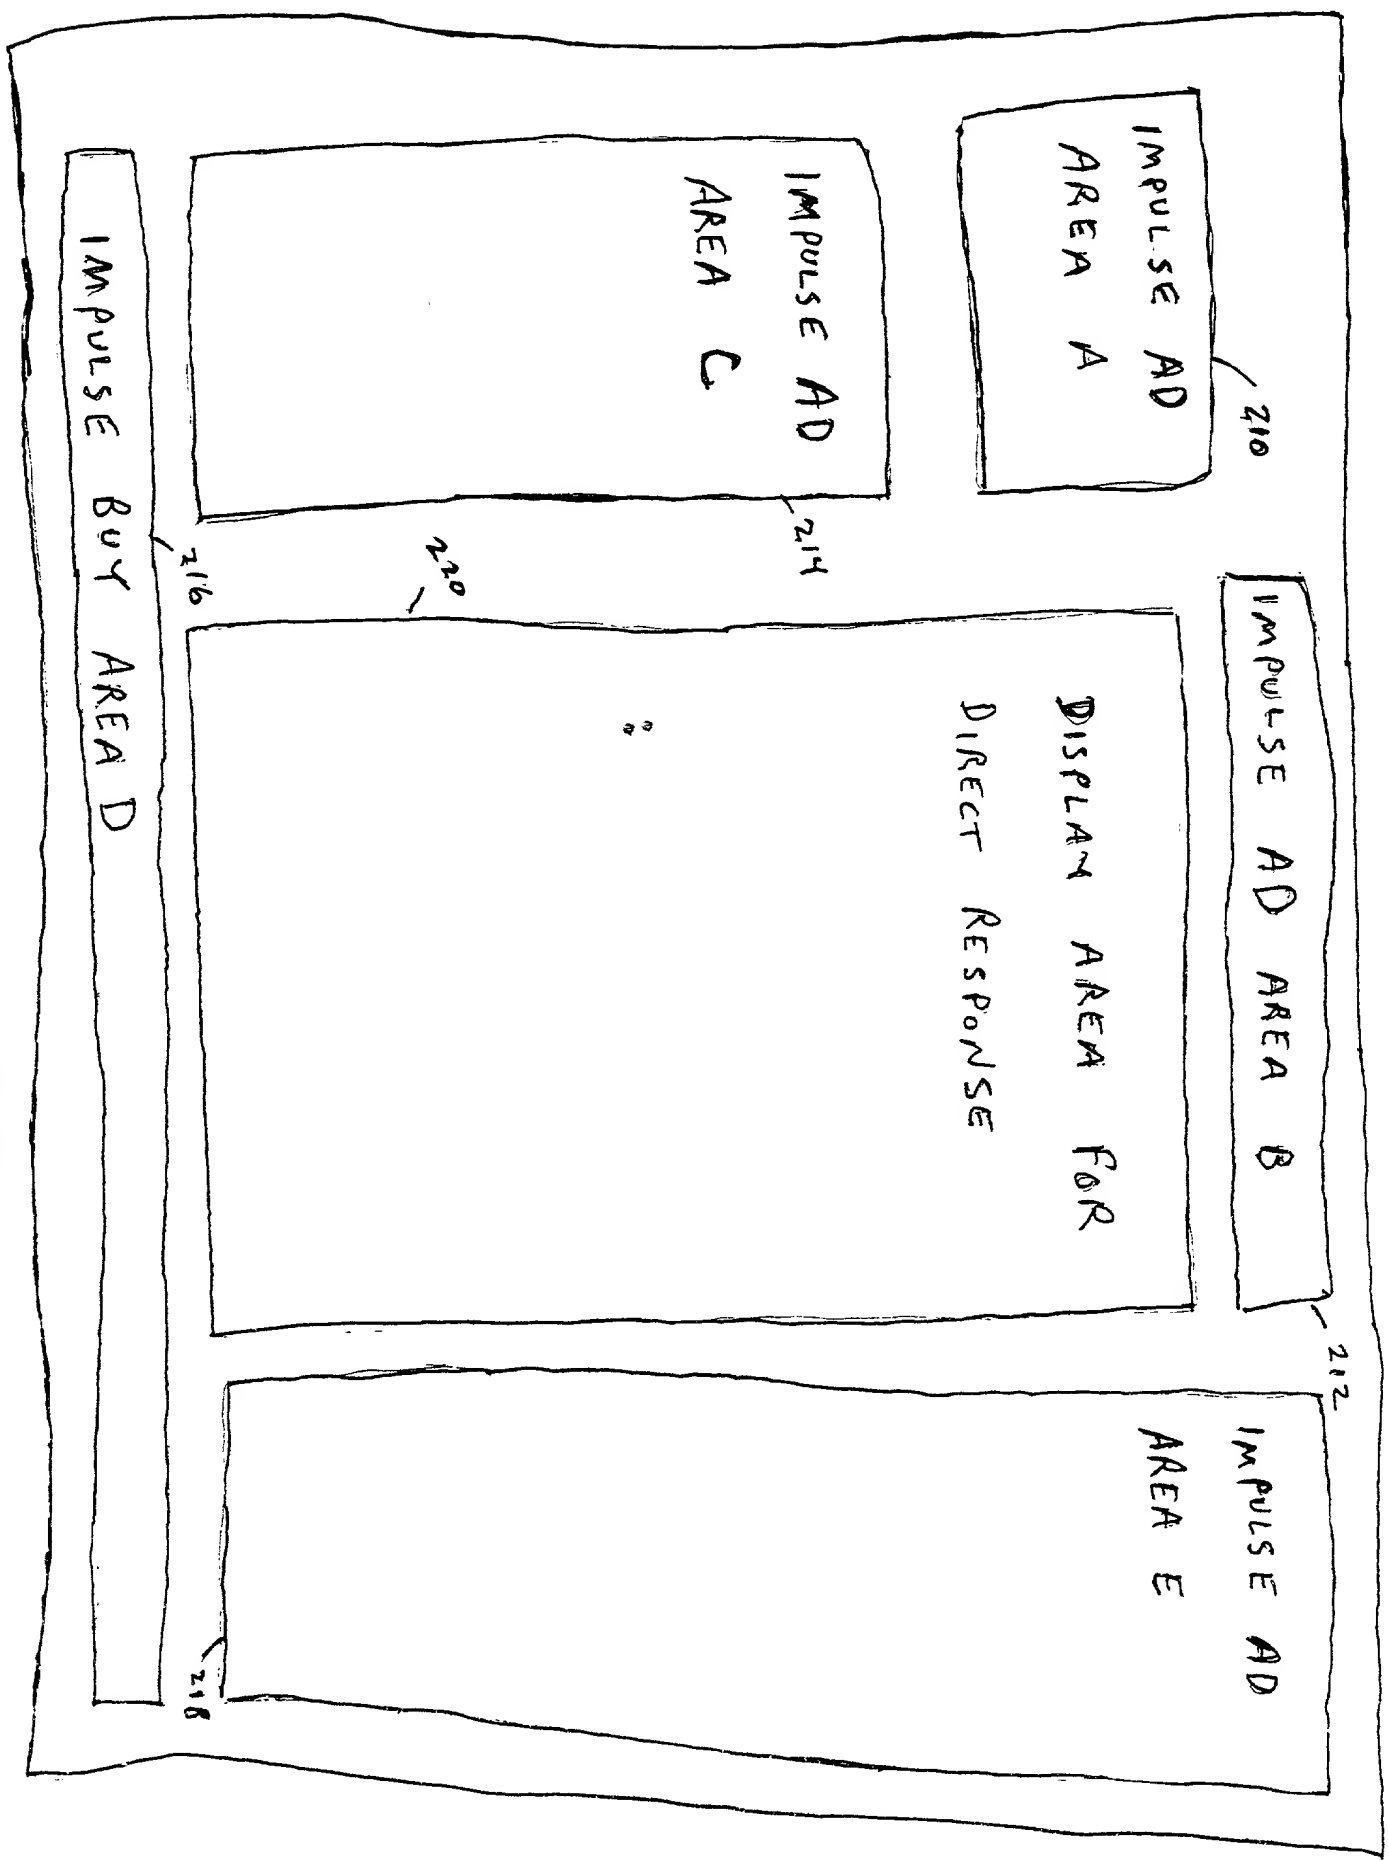 IMPULSE AD
AREA A
210
IMPULSE AD AREA B
212
IMPULSE AD
AREA C
214
DISPLAY AREA FOR
DIRECT RESPONSE
220
IMPULSE AD
AREA E
218
IMPULSE BUY AREA D
216